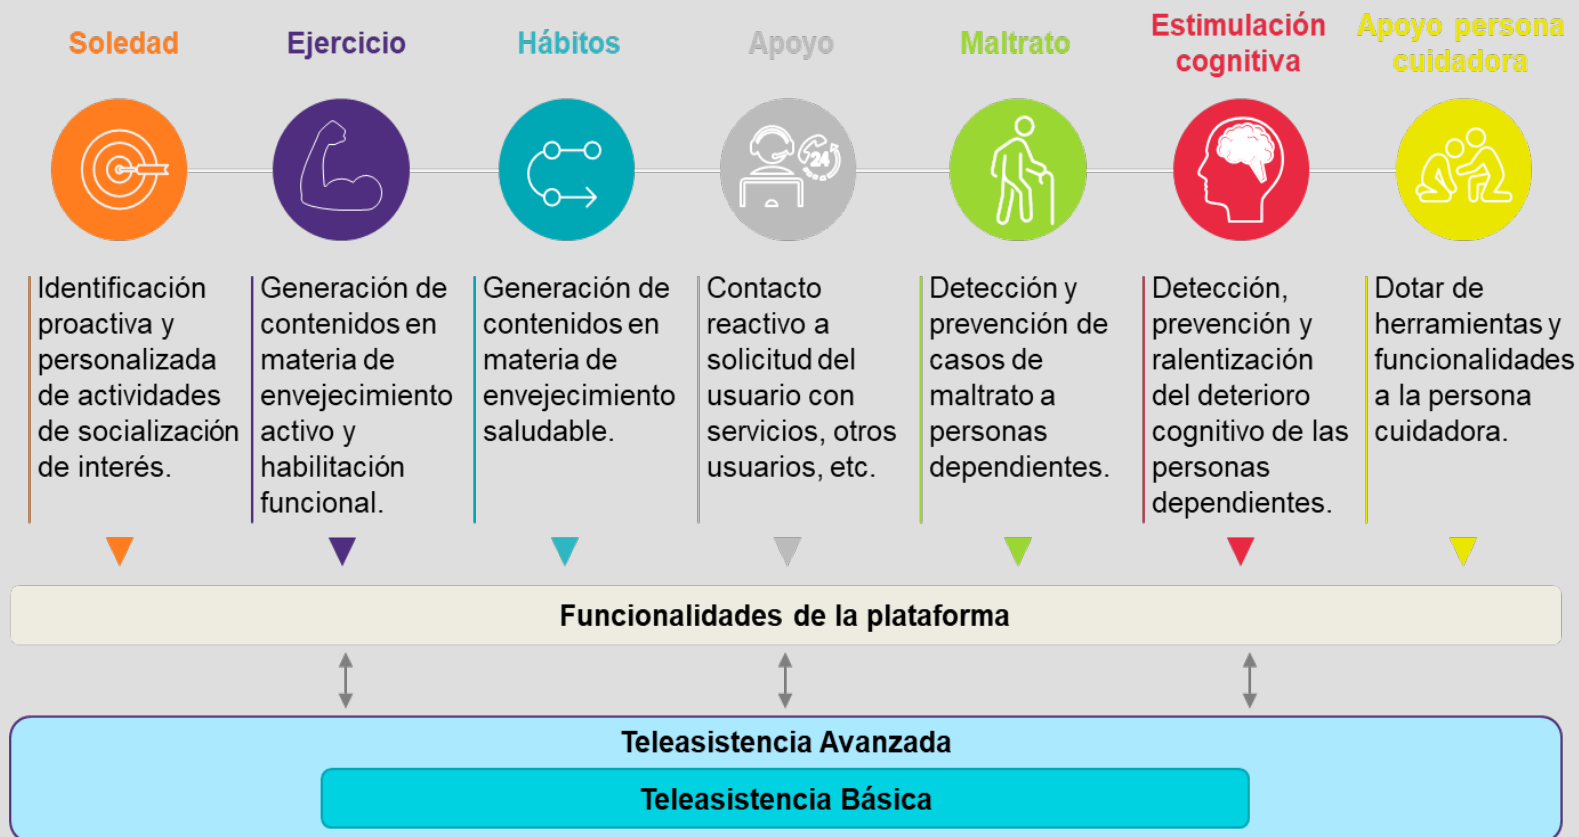 Soledad
Ejercicio
Hábitos
Apoyo
Maltrato
Estimulación
cognitiva
Apoyo persona
cuidadora
24
Identificación
proactiva y
personalizada
de actividades
de socialización
de interés.
Generación de
contenidos en
materia de
envejecimiento
activo y
habilitación
funcional.
Generación de
contenidos en
materia de
envejecimiento
saludable.
Contacto
reactivo a
solicitud del
usuario con
servicios, otros
usuarios, etc.
Detección y
prevención de
casos de
maltrato a
personas
dependientes.
Detección,
prevención y
ralentización
del deterioro
cognitivo de las
personas
dependientes.
Dotar de
herramientas y
funcionalidades
a la persona
cuidadora.
Funcionalidades de la plataforma
Teleasistencia Avanzada
Teleasistencia Básica